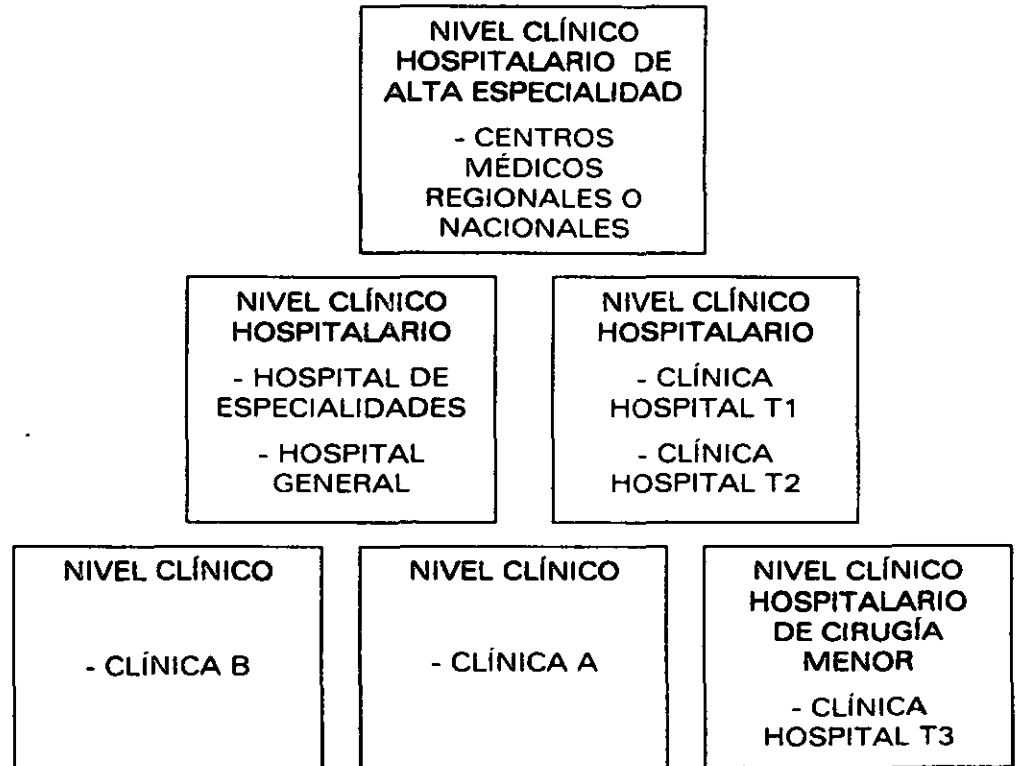 NIVEL CLÍNICO
HOSPITALARIO DE
ALTA ESPECIALIDAD
- CENTROS
MÉDICOS
REGIONALES O
NACIONALES
NIVEL CLÍNICO
HOSPITALARIO
- HOSPITAL DE
ESPECIALIDADES
- HOSPITAL
GENERAL
NIVEL CLÍNICO
HOSPITALARIO
- CLÍNICA
HOSPITAL T1
- CLÍNICA
HOSPITAL T2
NIVEL CLÍNICO
- CLÍNICA B
NIVEL CLÍNICO
- CLÍNICA A
NIVEL CLÍNICO
HOSPITALARIO
DE CIRUGÍA
MENOR
- CLÍNICA
HOSPITAL T3